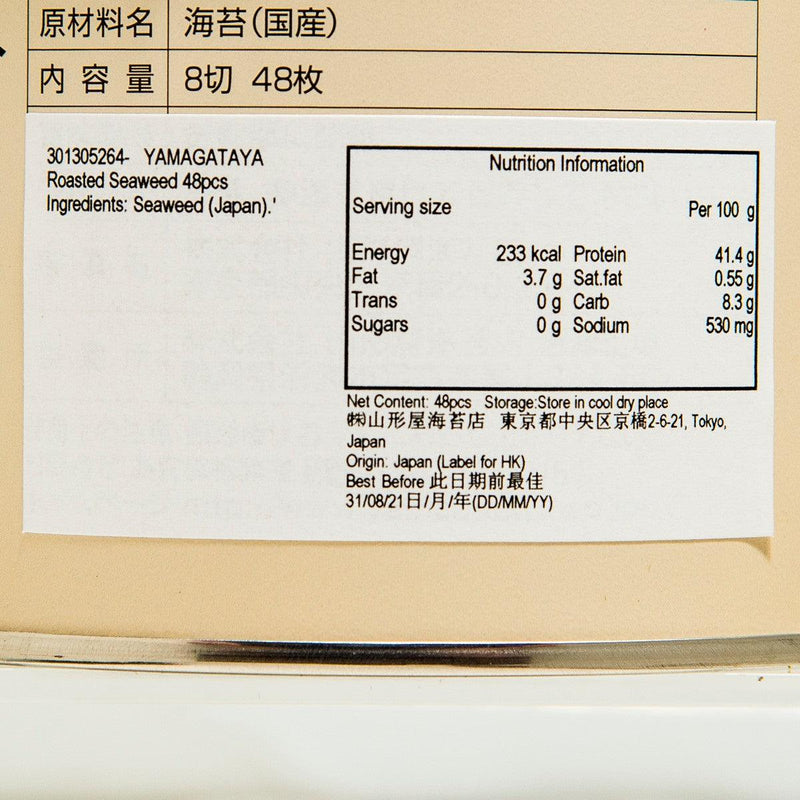 原材料名 海苔(国産)
内容量 8切 48枚
301305264- YAMAGATAYA
Roasted Seaweed 48pcs
Ingredients: Seaweed (Japan).'
Nutrition Information
Serving size Per 100 g
Energy 233 kcal Protein 41.4 g
Fat 3.7 g Sat.fat 0.55 g
Trans 0 g Carb 8.3 g
Sugars 0 g Sodium 530 mg
Net Content: 48pcs Storage:Store in cool dry place
㈱山形屋海苔店 東京都中央区京橋2-6-21, Tokyo,
Japan
Origin: Japan (Label for HK)
Best Before 此日期前最佳
31/08/21日/月/年(DD/MM/YY)